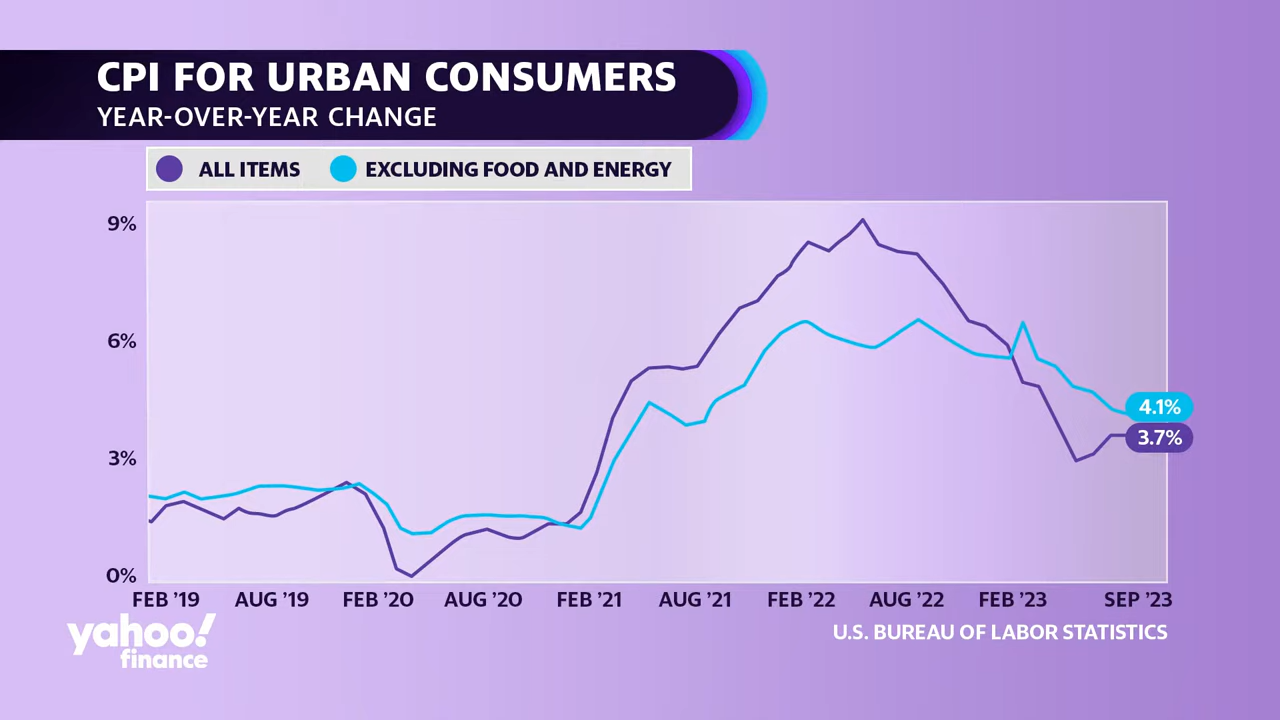 CPI FOR URBAN CONSUMERS
YEAR-OVER-YEAR CHANGE
ALL ITEMS EXCLUDING FOOD AND ENERGY
9%
6%
3%
0%
4.1%
3.7%
FEB ’19 AUG ’19 FEB ’20 AUG ’20 FEB ’21 AUG ’21 FEB ’22 AUG ’22 FEB ’23 SEP ’23
U.S. BUREAU OF LABOR STATISTICS
yahoo!
finance